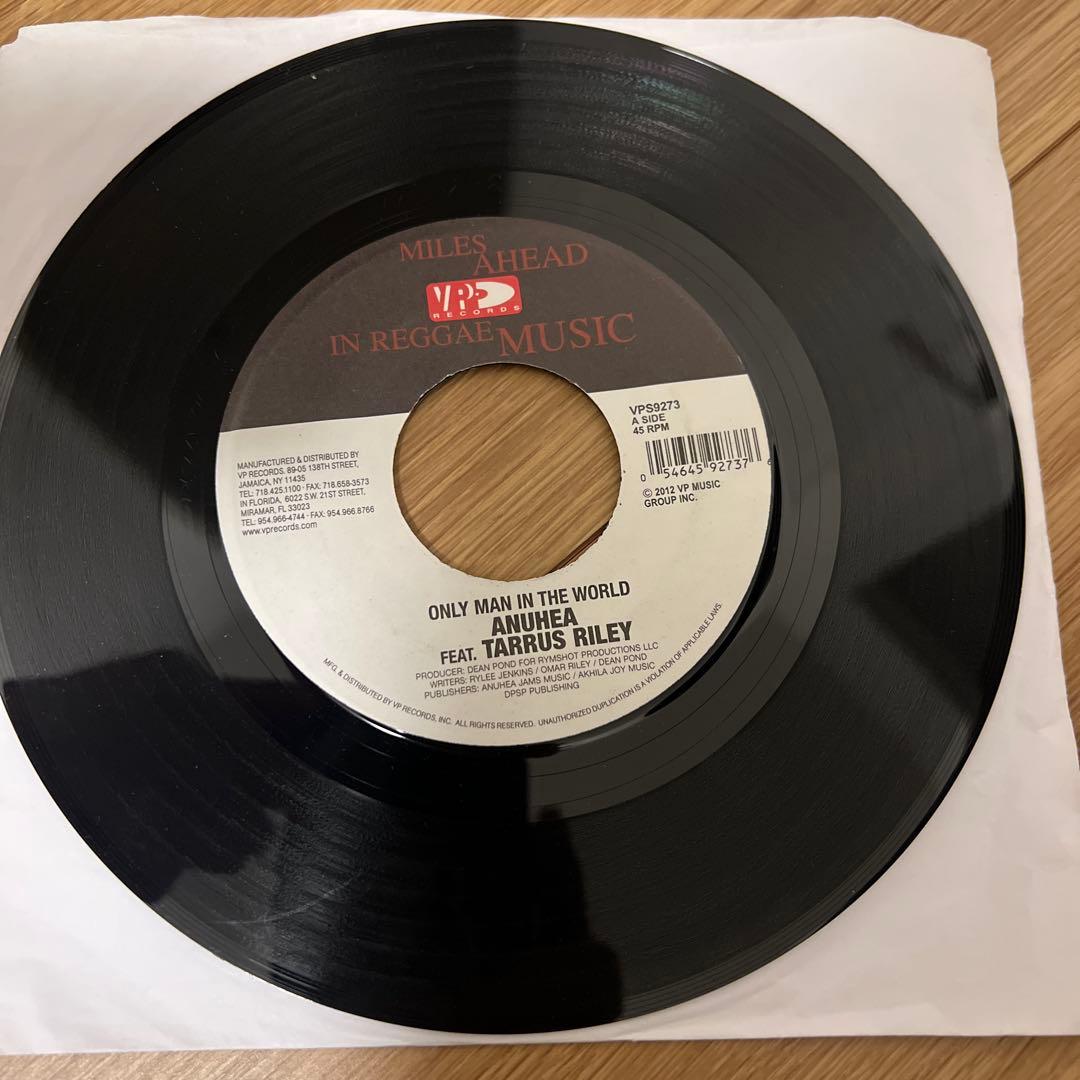 MILES
AHEAD
VP
RECORDS
IN REGGAE MUSIC
VPS9273
A SIDE
45 RPM
0 54645 92737 6
© 2012 VP MUSIC
GROUP INC.
MANUFACTURED & DISTRIBUTED BY
VP RECORDS. 89-05 138TH STREET,
JAMAICA, NY 11435
TEL: 718.425.1100 · FAX: 718.658-3573
IN FLORIDA, 6022 S.W. 21ST STREET,
MIRAMAR, FL 33023
TEL: 954.966-4744 · FAX: 954.966.8766
www.vprecords.com
ONLY MAN IN THE WORLD
ANUHEA
FEAT. TARRUS RILEY
PRODUCER: DEAN POND FOR RYMSHOT PRODUCTIONS LLC
WRITERS: RYLEE JENKINS / OMAR RILEY / DEAN POND
PUBLISHERS: ANUHEA JAMS MUSIC / AKHILA JOY MUSIC
DPSP PUBLISHING
MFG. & DISTRIBUTED BY VP RECORDS, INC. ALL RIGHTS RESERVED. UNAUTHORIZED DUPLICATION IS A VIOLATION OF APPLICABLE LAWS.